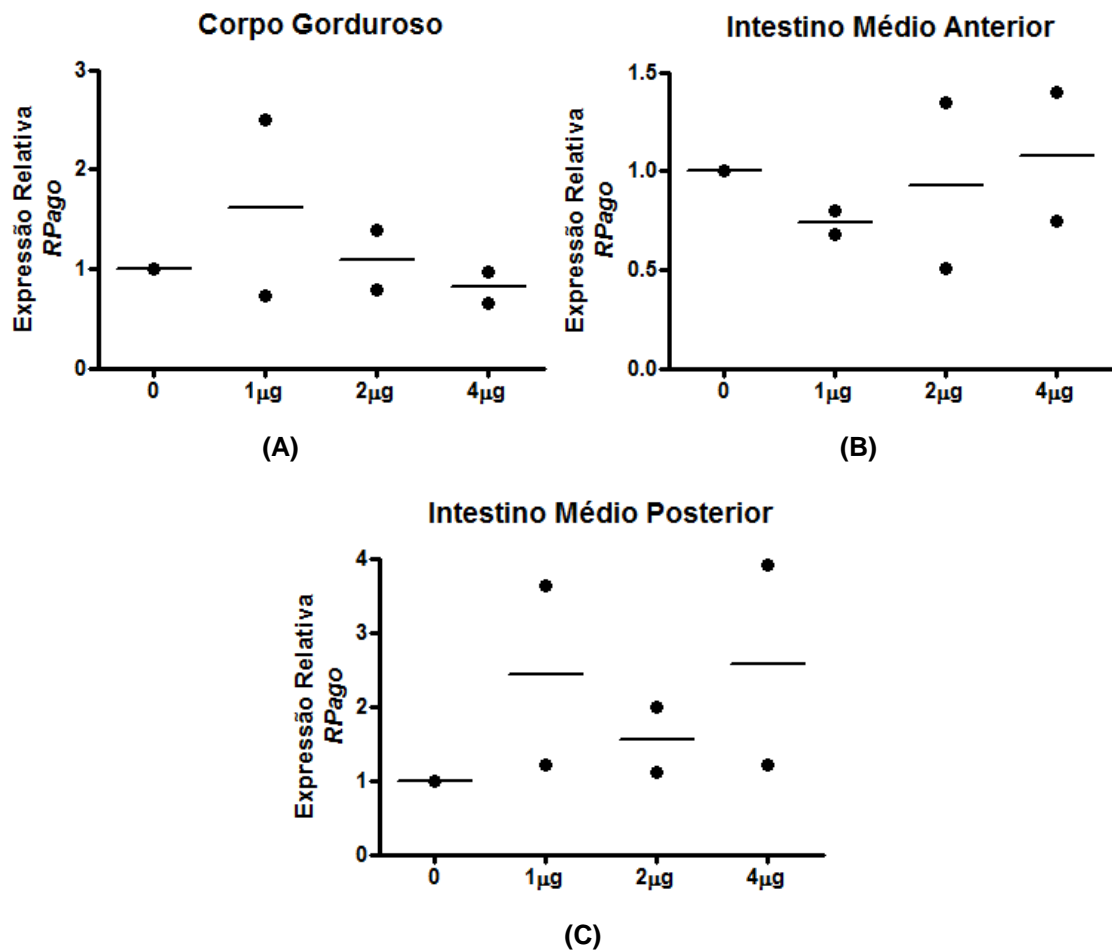 Corpo Gorduroso
Expressão Relativa
RPago
3
2
1
0
0
1µg
2µg
4µg
(A)
Intestino Médio Anterior
Expressão Relativa
RPago
1.5
1.0
0.5
0.0
0
1µg
2µg
4µg
(B)
Intestino Médio Posterior
Expressão Relativa
RPago
4
3
2
1
0
0
1µg
2µg
4µg
(C)